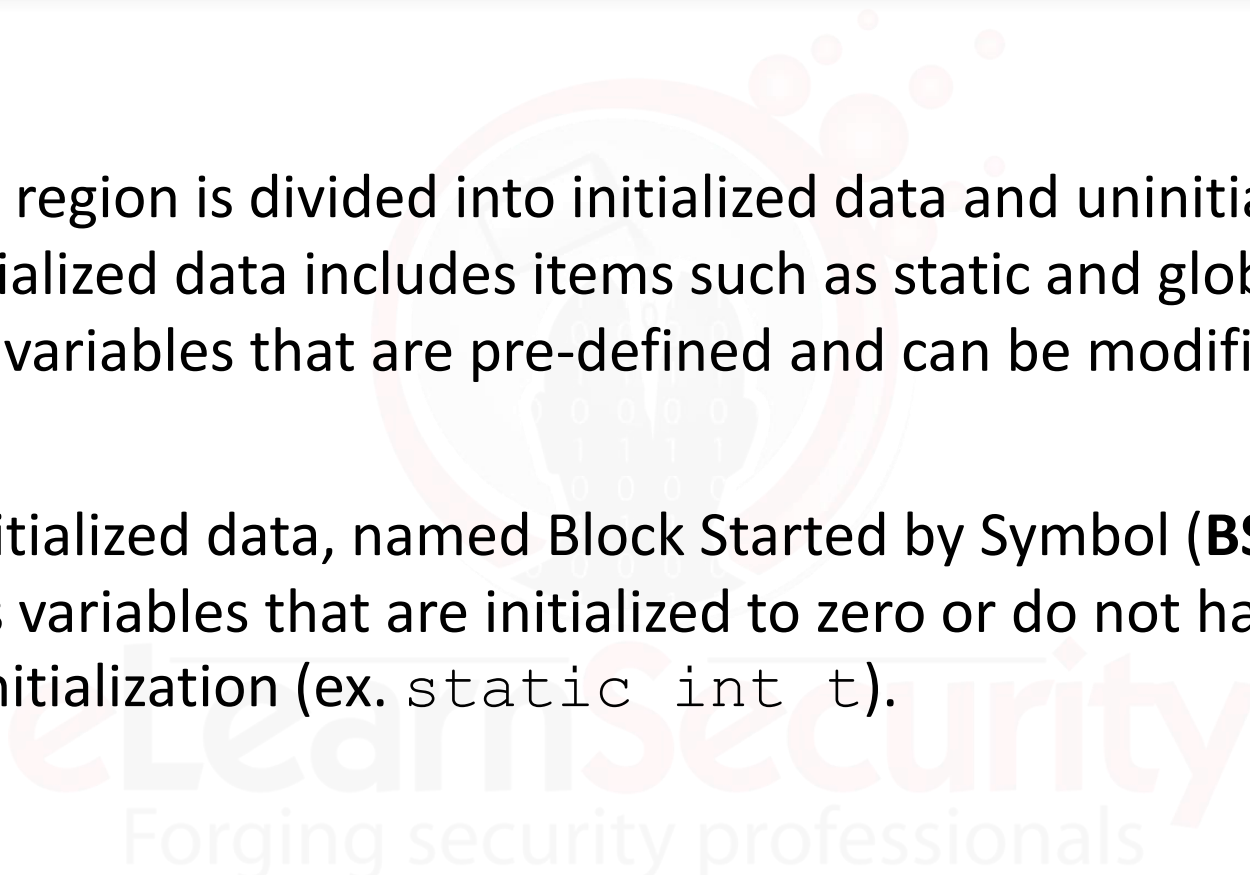 region is divided into initialized data and uninitia
ialized data includes items such as static and glob
variables that are pre-defined and can be modifi
itialized data, named Block Started by Symbol (BS
s variables that are initialized to zero or do not ha
nitialization (ex. static int t).
eLearnSecurity
Forging security professionals